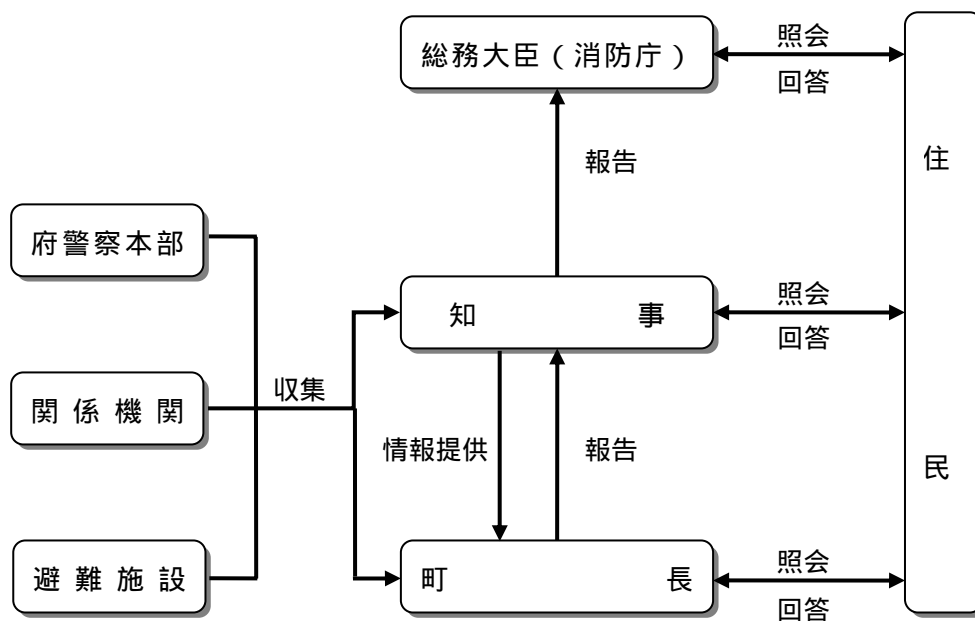 総務大臣（消防庁）
照会
回答
住民
報告
府警察本部
知事
照会
回答
関係機関
収集
情報提供
報告
避難施設
町長
照会
回答